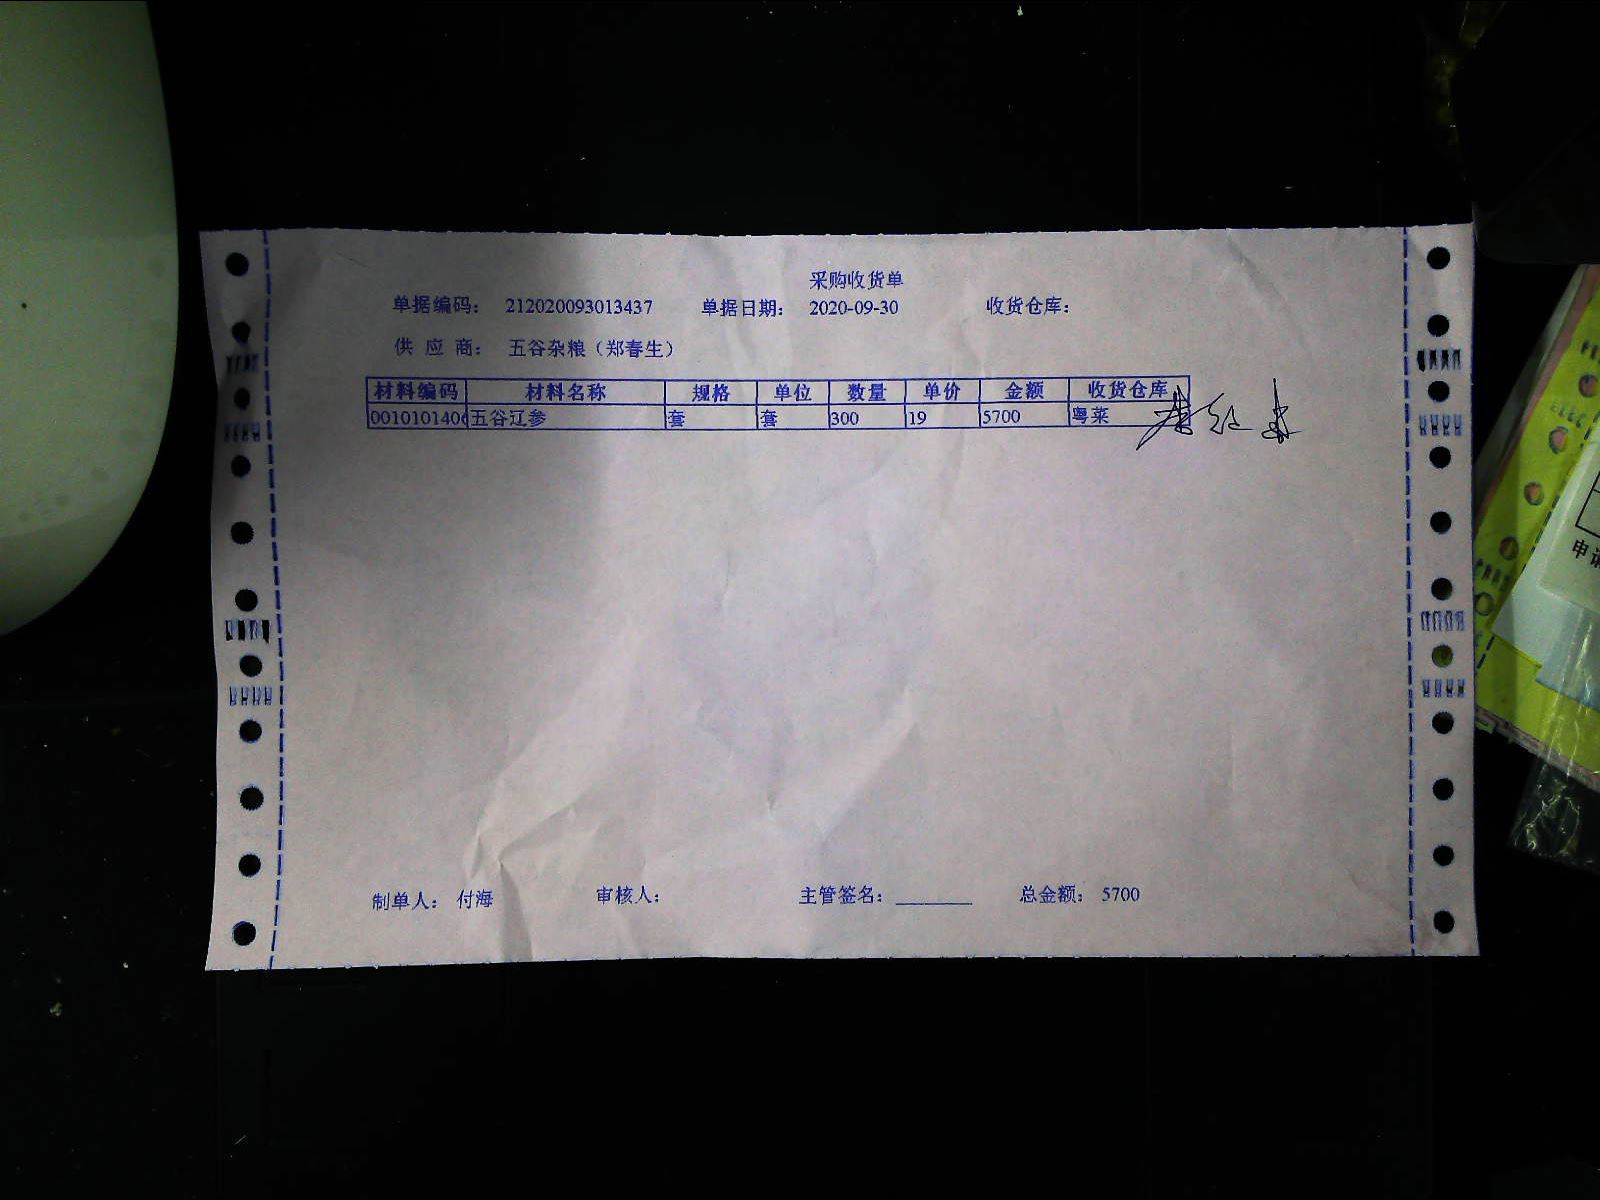 采购收货单
单据编码： 212020093013437 单据日期： 2020-09-30 收货仓库：
供 应 商： 五谷杂粮（郑春生）
材料编码 材料名称 规格 单位 数量 单价 金额 收货仓库
001010140 五谷辽参 套 套 300 19 5700 粤菜
制单人： 付海 审核人： 主管签名： 总金额： 5700
申请